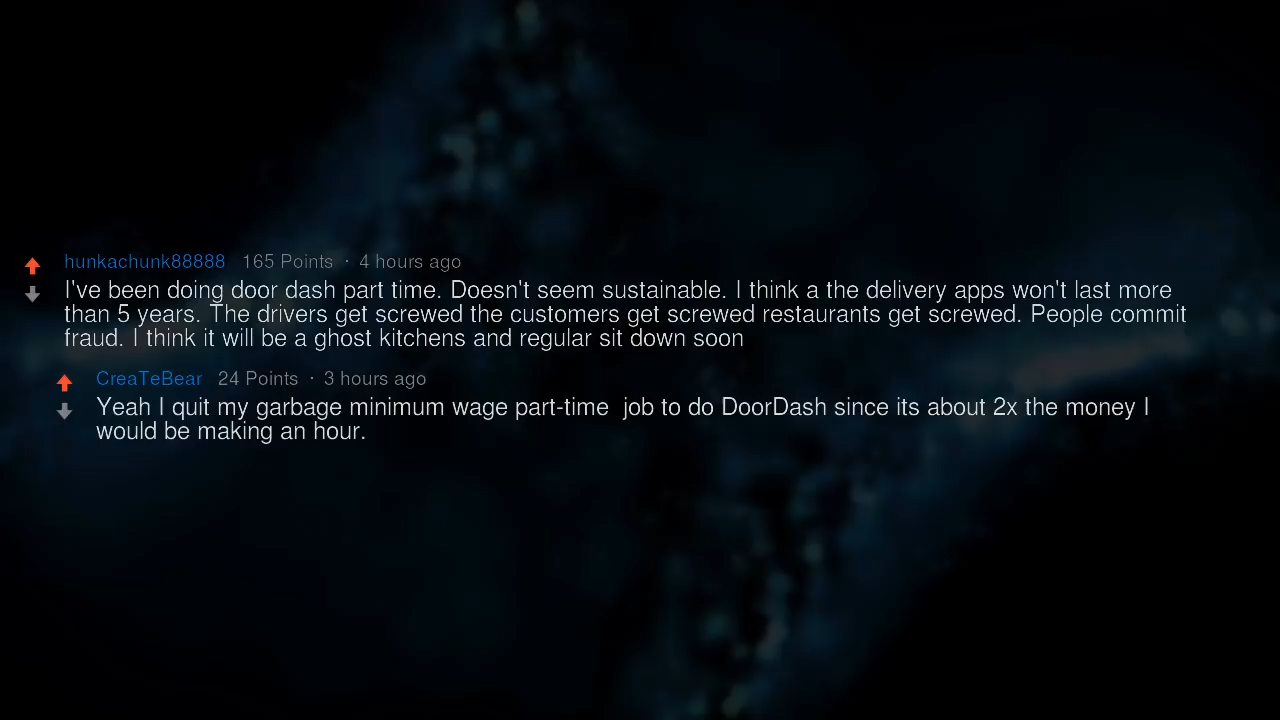 hunkachunk88888 165 Points · 4 hours ago
I've been doing door dash part time. Doesn't seem sustainable. I think a the delivery apps won't last more
than 5 years. The drivers get screwed the customers get screwed restaurants get screwed. People commit
fraud. I think it will be a ghost kitchens and regular sit down soon
CreaTeBear 24 Points · 3 hours ago
Yeah I quit my garbage minimum wage part-time  job to do DoorDash since its about 2x the money I
would be making an hour.